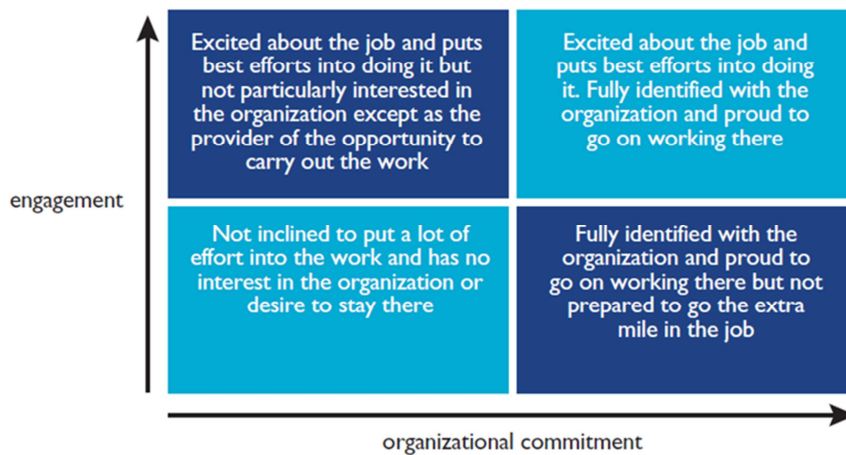 Excited about the job and puts
best efforts into doing it but
not particularly interested in
the organization except as the
provider of the opportunity to
carry out the work
Excited about the job and
puts best efforts into doing
it. Fully identified with the
organization and proud to
go on working there
engagement
Not inclined to put a lot of
effort into the work and has no
interest in the organization or
desire to stay there
Fully identified with the
organization and proud to
go on working there but not
prepared to go the extra
mile in the job
organizational commitment